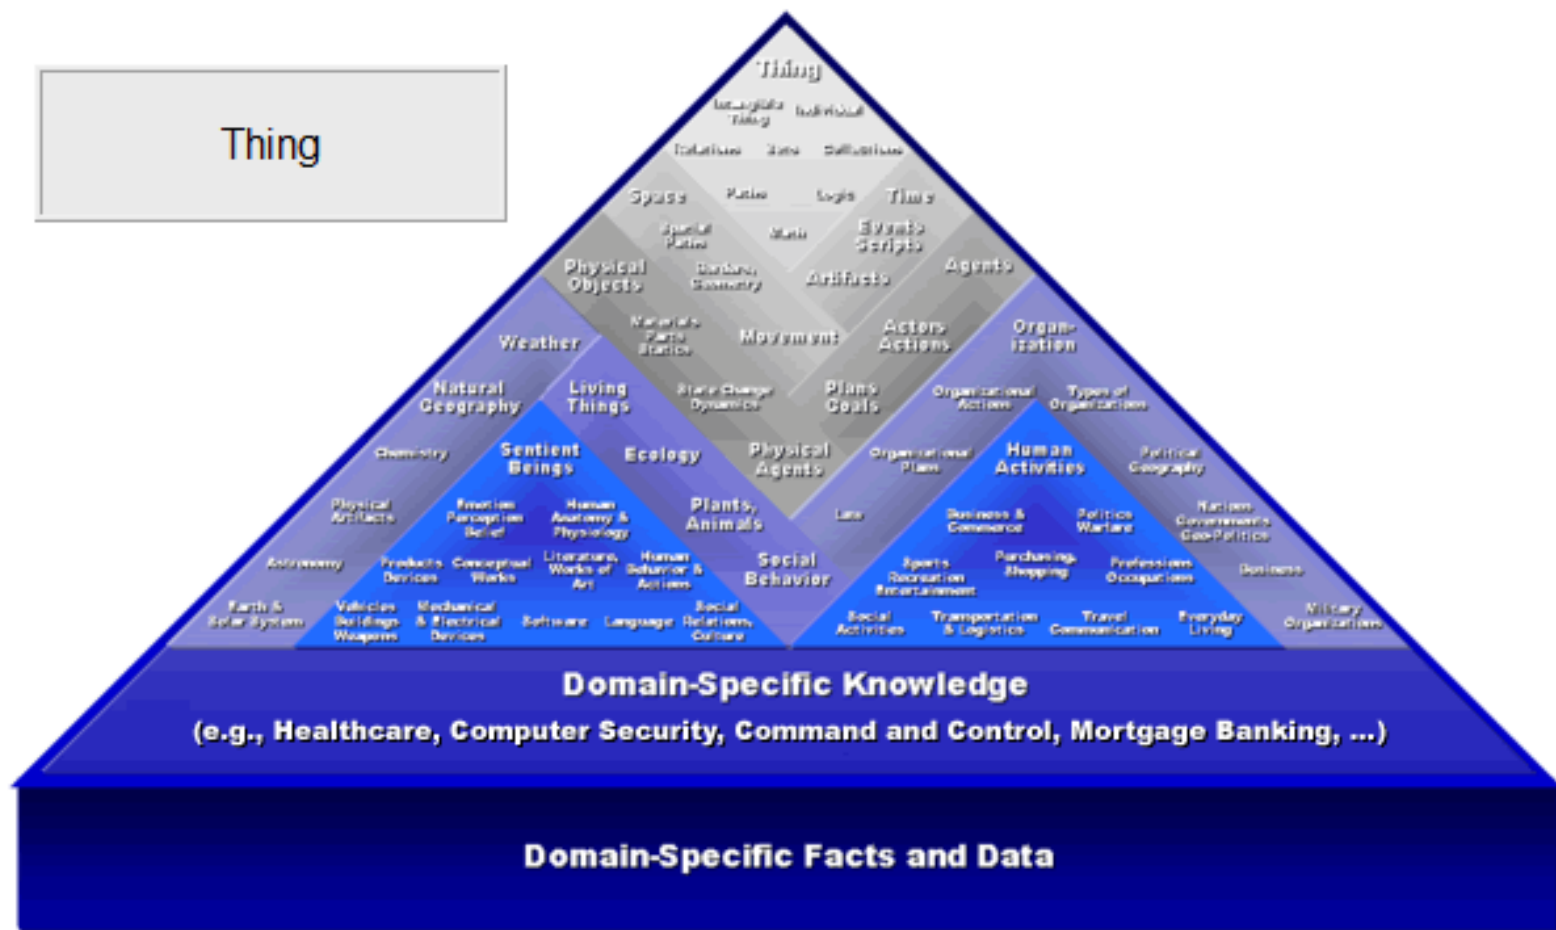 Thing
Thing
Intangible
Thing
Individual
Relations
Sets
Collections
Space
Paths
Logic
Time
Spatial
Paths
Math
Events
Scripts
Physical
Objects
Borders,
Geometry
Artifacts
Agents
Materials
Parts
Statics
Movement
Actors
Actions
Organ-
ization
Weather
Natural
Geography
Living
Things
State Change
Dynamics
Plans
Goals
Organizational
Actions
Types of
Organizations
Chemistry
Sentient
Beings
Ecology
Physical
Agents
Organizational
Plans
Human
Activities
Political
Geography
Physical
Artifacts
Emotion
Perception
Belief
Human
Anatomy &
Physiology
Plants,
Animals
Law
Business &
Commerce
Politics
Warfare
Nations
Governments
Geo-Politics
Astronomy
Products
Devices
Conceptual
Works
Literature,
Works of
Art
Human
Behavior &
Actions
Social
Behavior
Sports
Recreation
Entertainment
Purchasing,
Shopping
Professions
Occupations
Business
Earth &
Solar System
Vehicles
Buildings
Weapons
Mechanical
& Electrical
Devices
Software
Language
Social
Relations,
Culture
Social
Activities
Transportation
& Logistics
Travel
Communication
Everyday
Living
Military
Organizations
Domain-Specific Knowledge
(e.g., Healthcare, Computer Security, Command and Control, Mortgage Banking, ...)
Domain-Specific Facts and Data